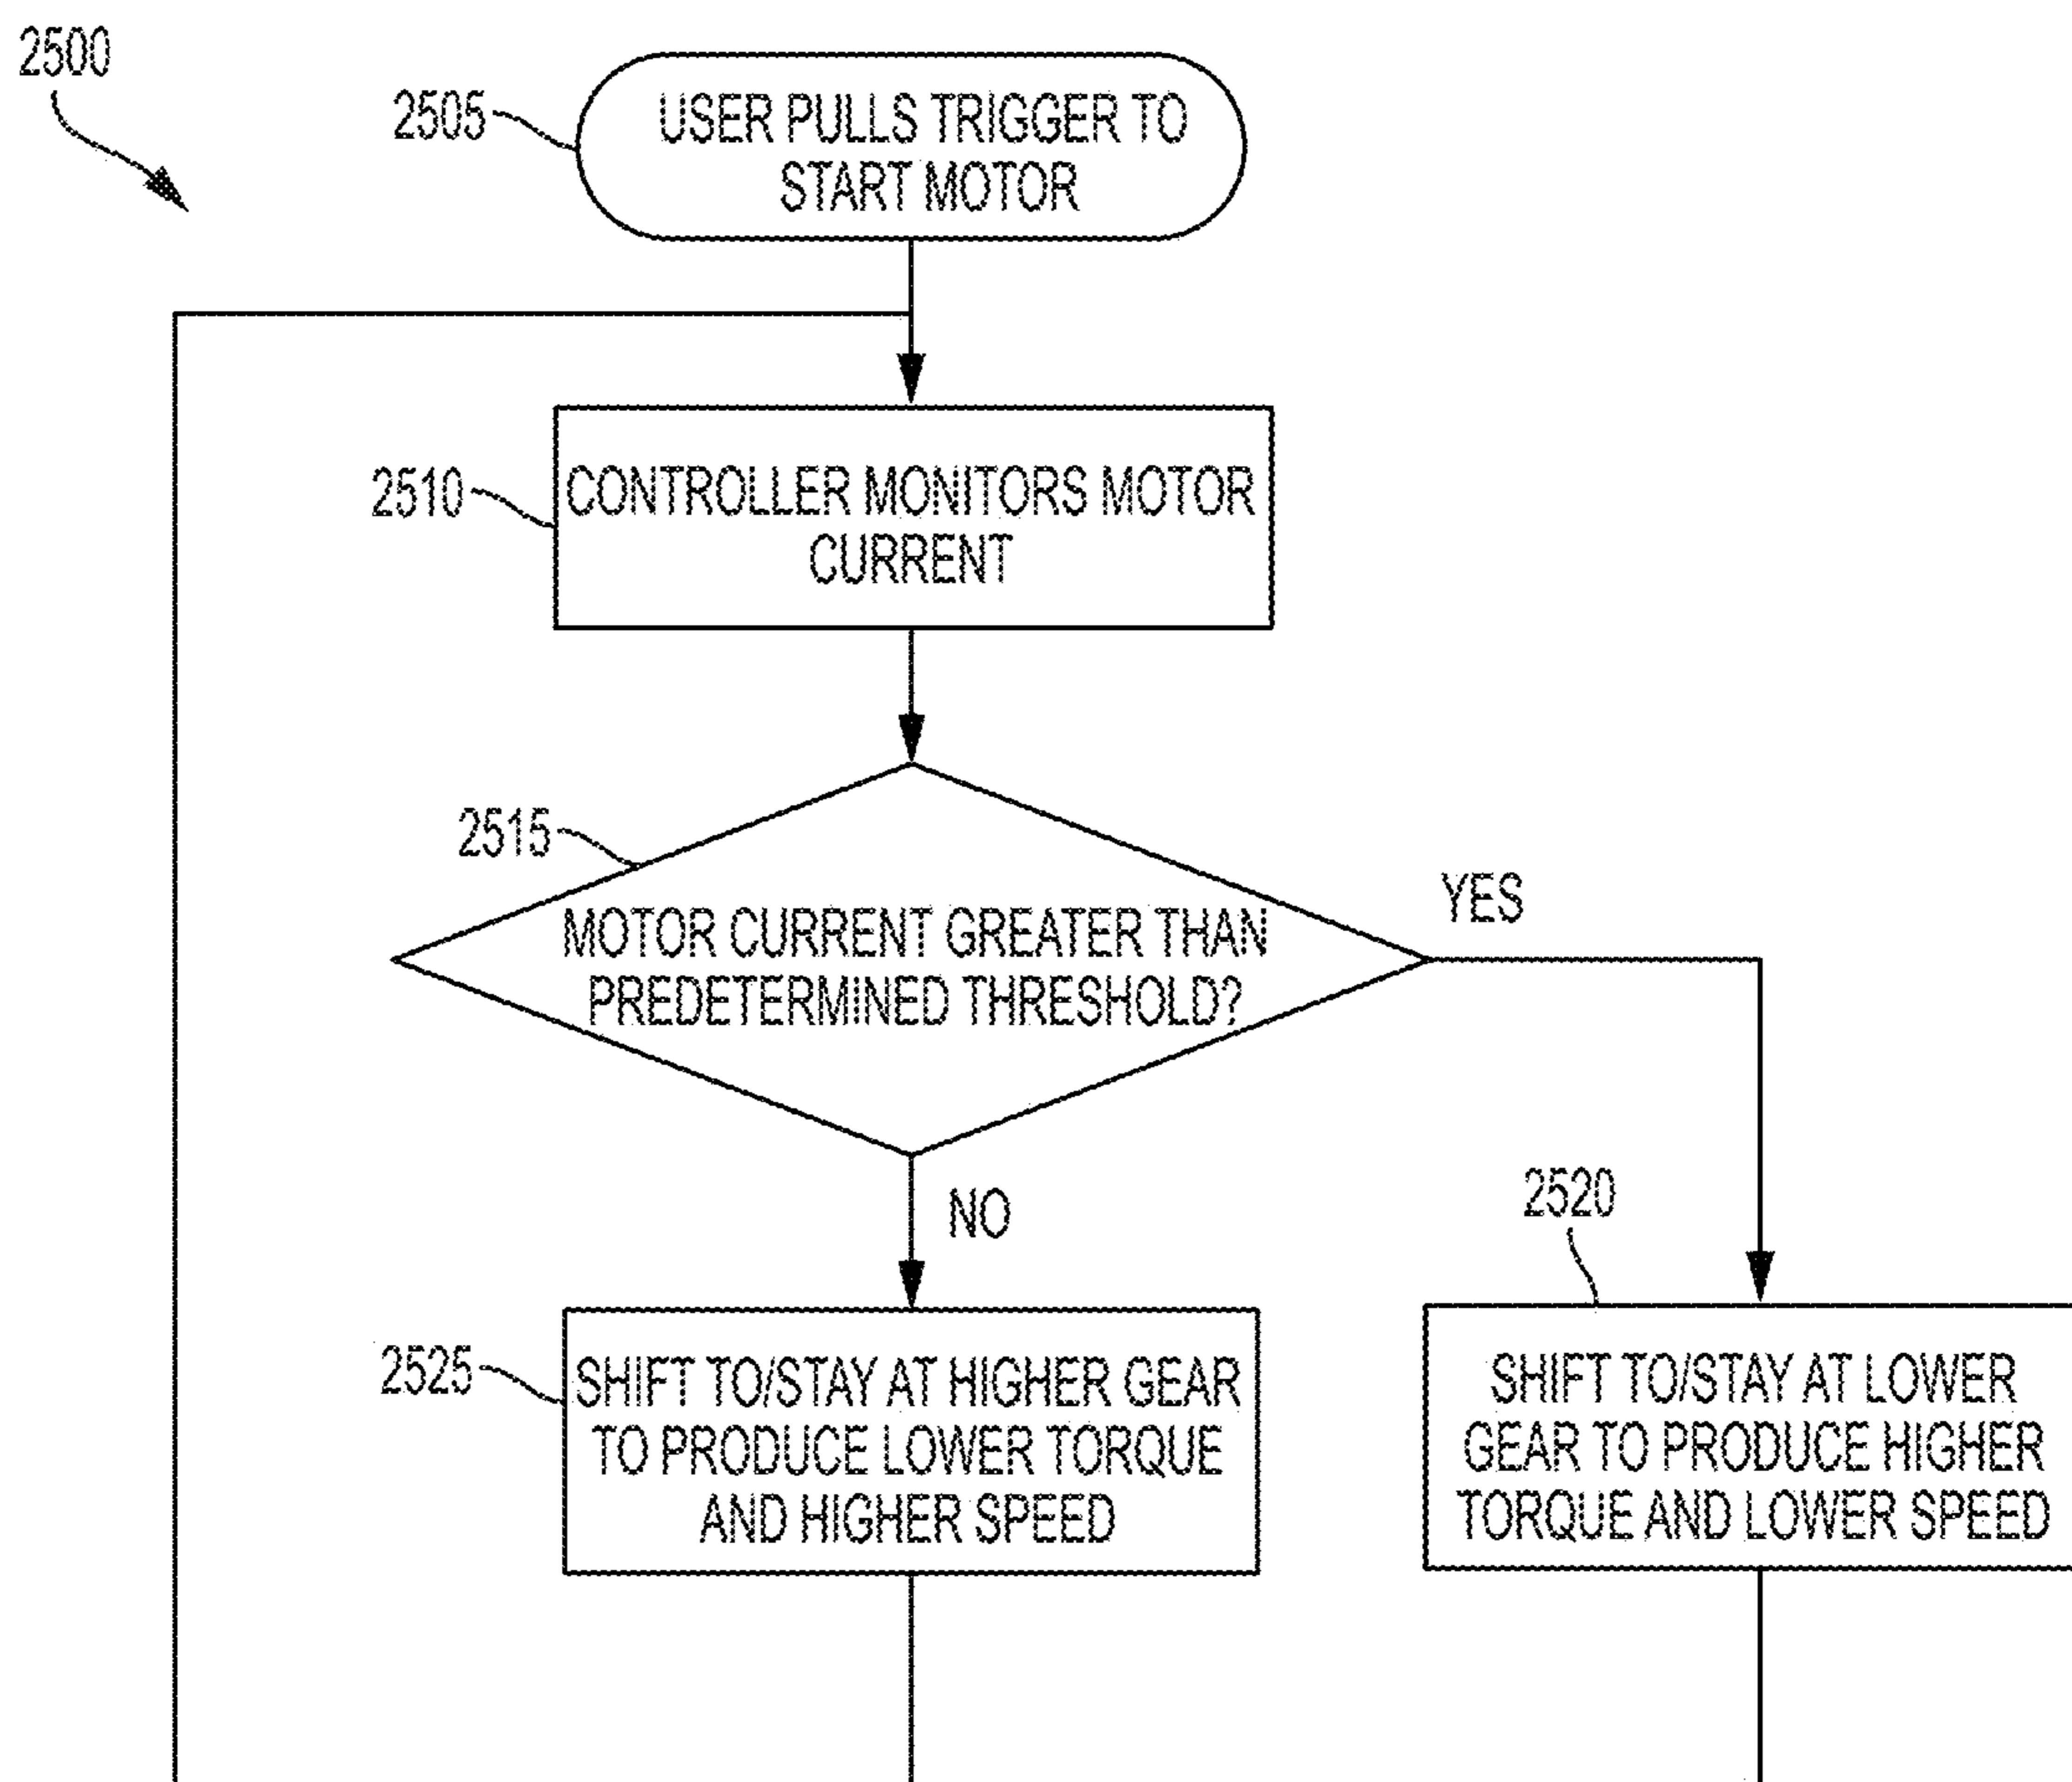 2500
2505
USER PULLS TRIGGER TO
START MOTOR
2510
CONTROLLER MONITORS MOTOR
CURRENT
2515
MOTOR CURRENT GREATER THAN
PREDETERMINED THRESHOLD?
YES
NO
2520
2525
SHIFT TO/STAY AT HIGHER GEAR
TO PRODUCE LOWER TORQUE
AND HIGHER SPEED
SHIFT TO/STAY AT LOWER
GEAR TO PRODUCE HIGHER
TORQUE AND LOWER SPEED